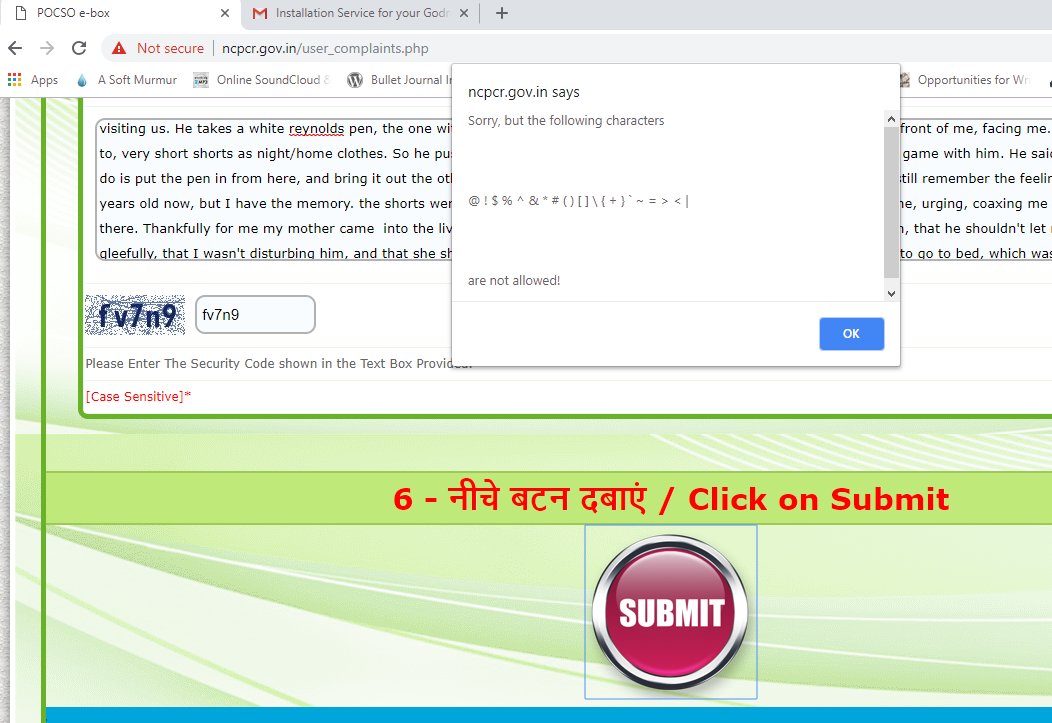 POCSO e-box
Installation Service for your Godr
Not secure | ncpcr.gov.in/user_complaints.php
Apps A Soft Murmur Online SoundCloud & Bullet Journal In Opportunities for Wr
ncpcr.gov.in says
Sorry, but the following characters
@ ! $ % ^ & * # ( ) [ ] \ { + } ` ~ = > < |
are not allowed!
OK
visiting us. He takes a white reynolds pen, the one wi front of me, facing me.
to, very short shorts as night/home clothes. So he pu game with him. He said
do is put the pen in from here, and bring it out the ot still remember the feelin
years old now, but I have the memory. the shorts wer ne, urging, coaxing me
there. Thankfully for me my mother came into the liv n, that he shouldn't let
gleefully, that I wasn't disturbing him, and that she sh to go to bed, which was
fv7n9
fv7n9
Please Enter The Security Code shown in the Text Box Provided.
[Case Sensitive]*
6 - नीचे बटन दबाएं / Click on Submit
SUBMIT